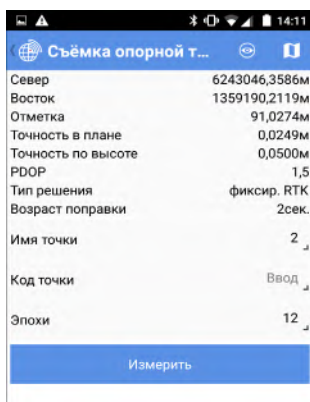 14:11
Съёмка опорной т...
Север 6243046,3586м
Восток 1359190,2119м
Отметка 91,0274м
Точность в плане 0,0249м
Точность по высоте 0,0500м
PDOP 1,5
Тип решения фиксир. RTK
Возраст поправки 2сек.
Имя точки 2
Код точки Ввод
Эпохи 12
Измерить